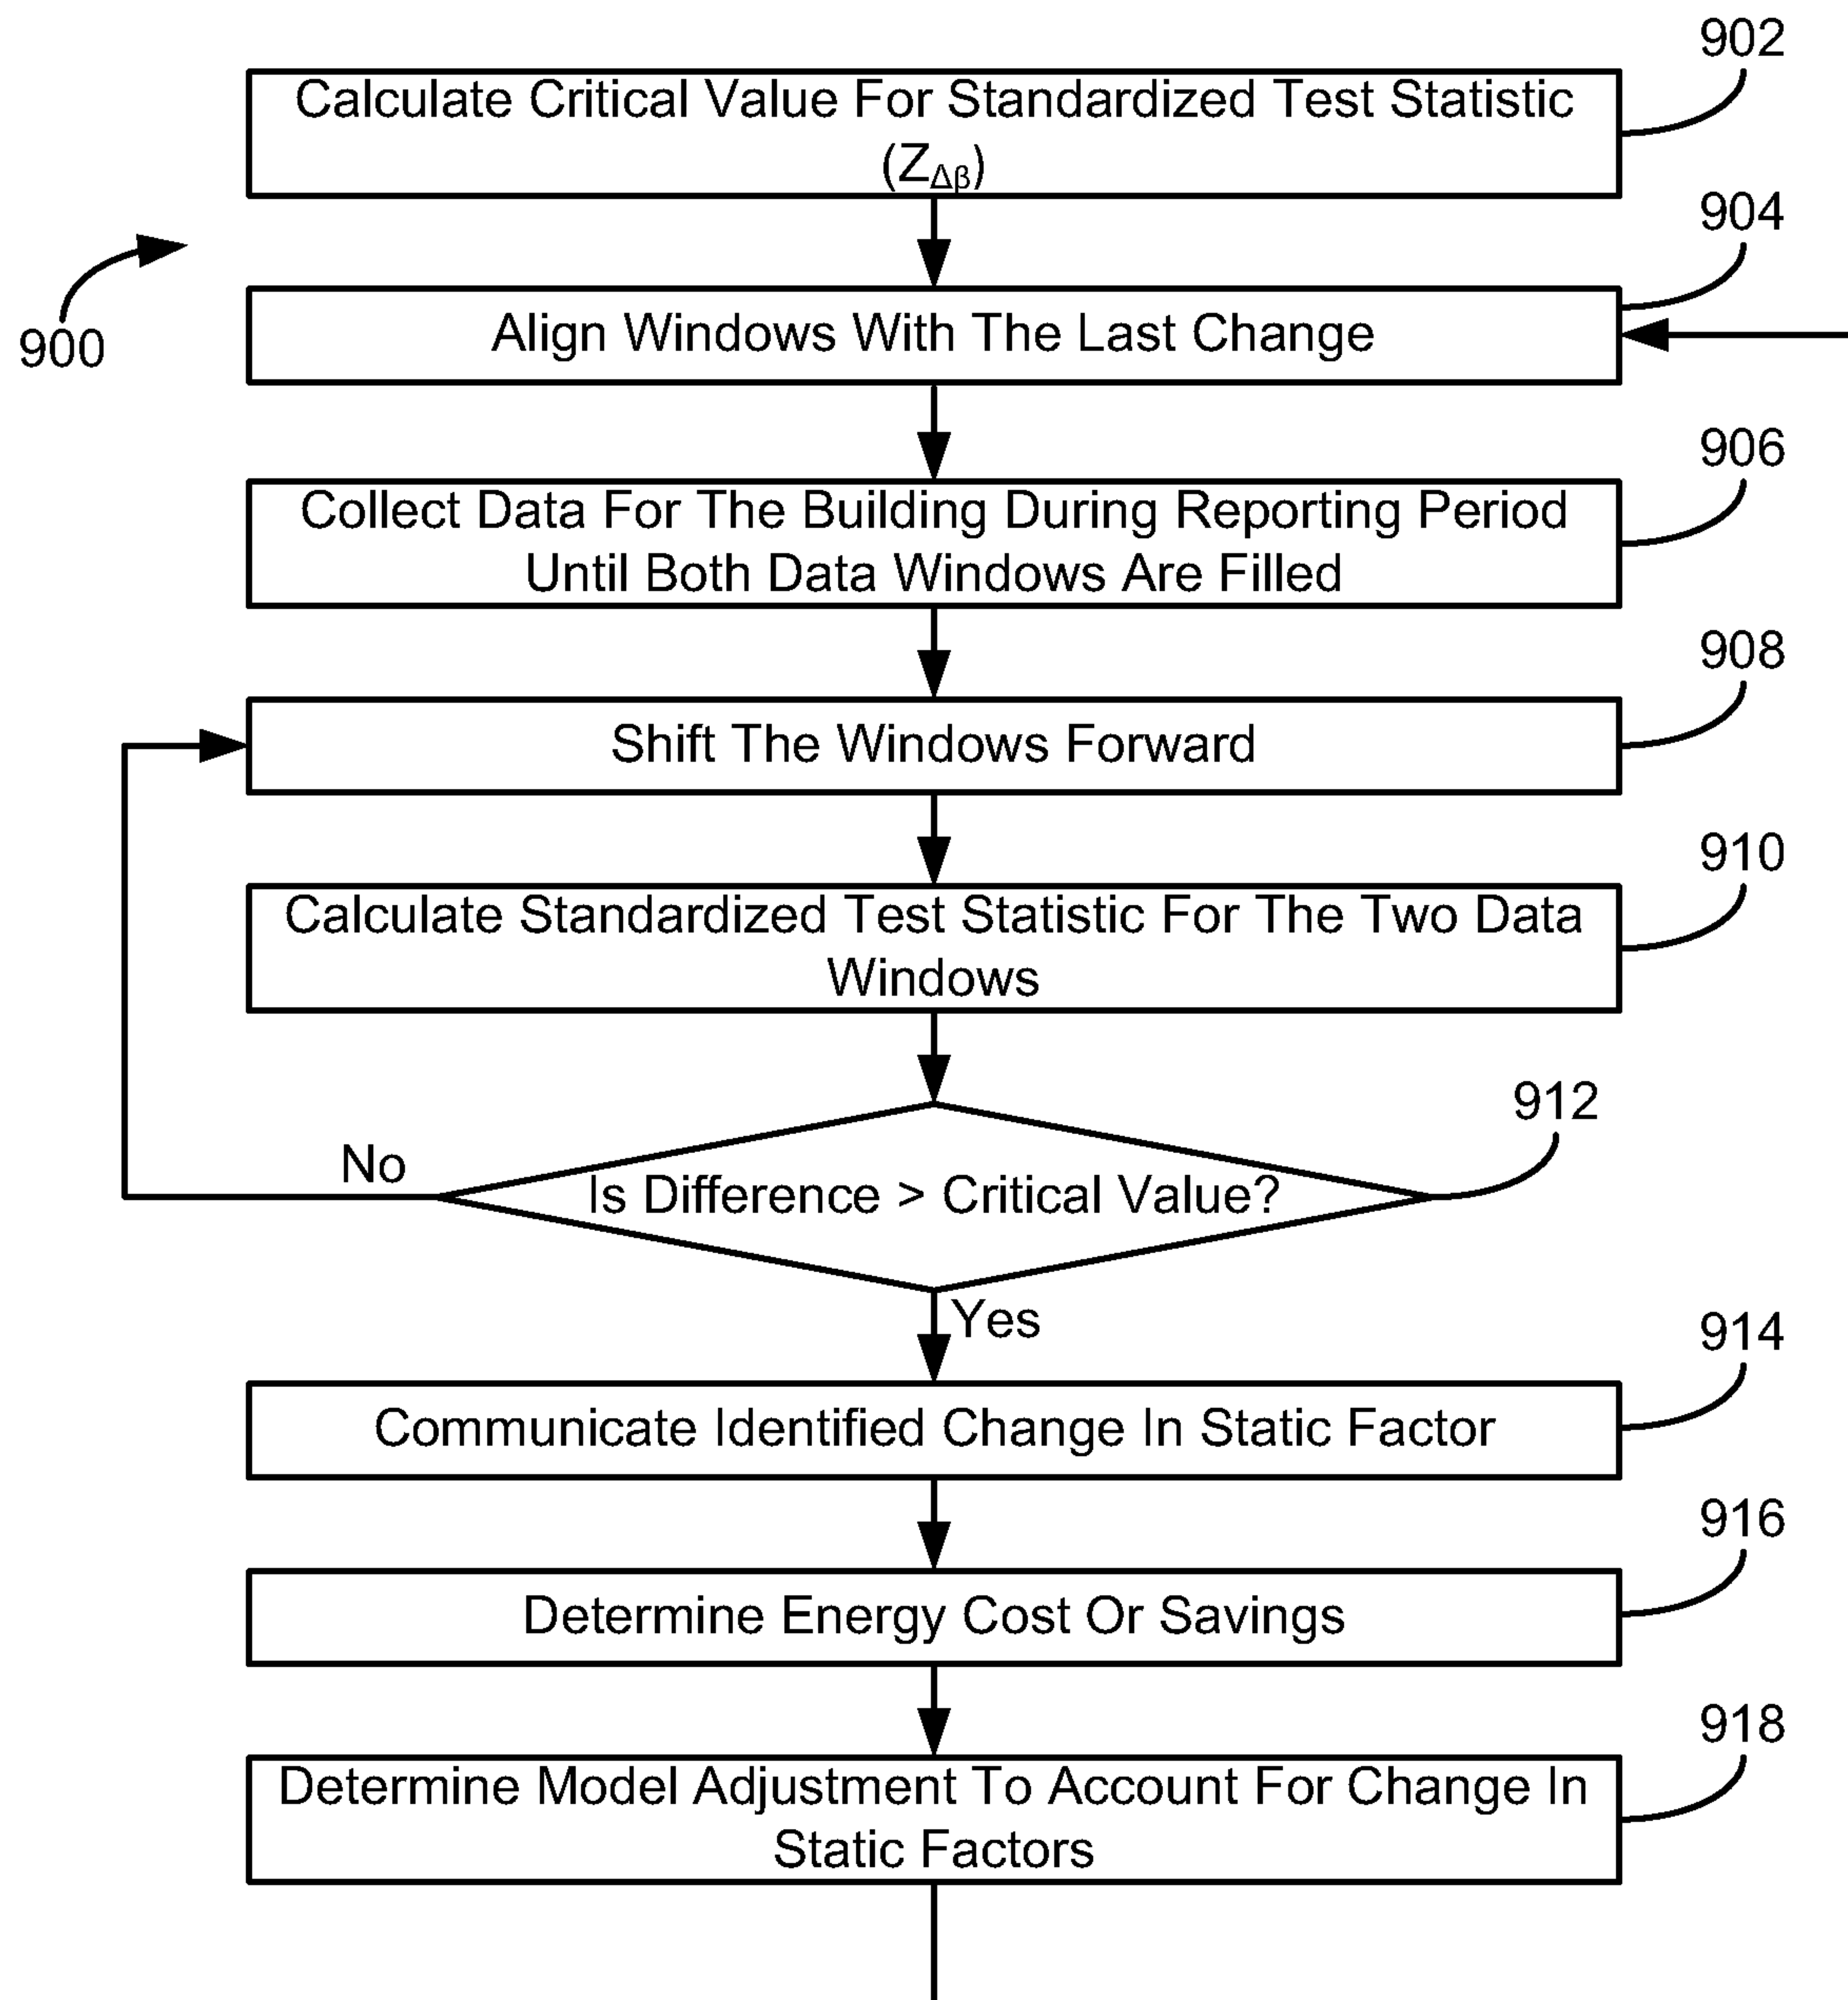 902
Calculate Critical Value For Standardized Test Statistic
(ZΔβ)
904
900
Align Windows With The Last Change
906
Collect Data For The Building During Reporting Period
Until Both Data Windows Are Filled
908
Shift The Windows Forward
910
Calculate Standardized Test Statistic For The Two Data
Windows
912
No
Is Difference > Critical Value?
Yes
914
Communicate Identified Change In Static Factor
916
Determine Energy Cost Or Savings
918
Determine Model Adjustment To Account For Change In
Static Factors